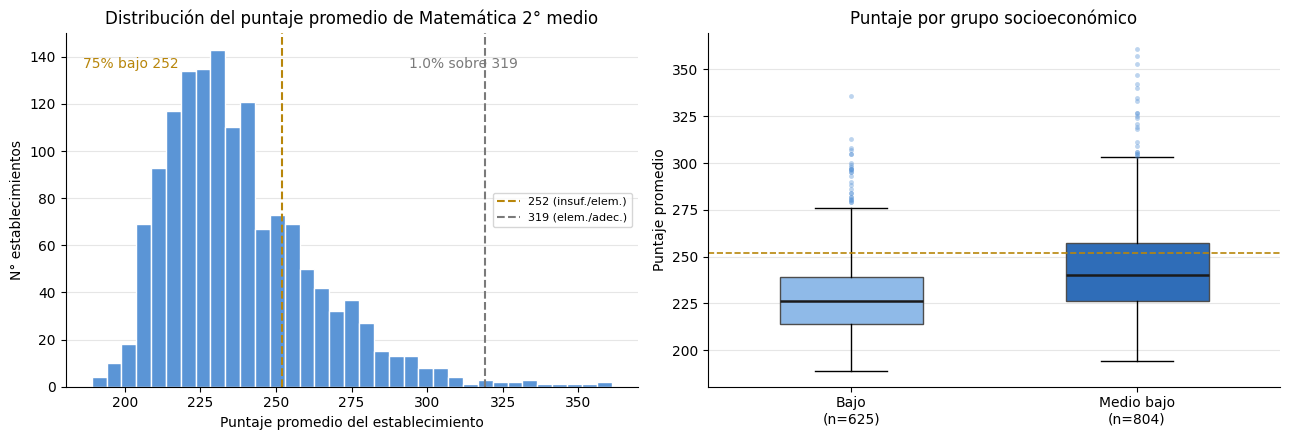 Distribución del puntaje promedio de Matemática 2° medio
75% bajo 252
1.0% sobre 319
N° establecimientos
140
120
100
80
60
40
20
0
252 (insuf./elem.)
319 (elem./adec.)
200 225 250 275 300 325 350
Puntaje promedio del establecimiento
Puntaje por grupo socioeconómico
Puntaje promedio
350
325
300
275
250
225
200
Bajo
(n=625)
Medio bajo
(n=804)